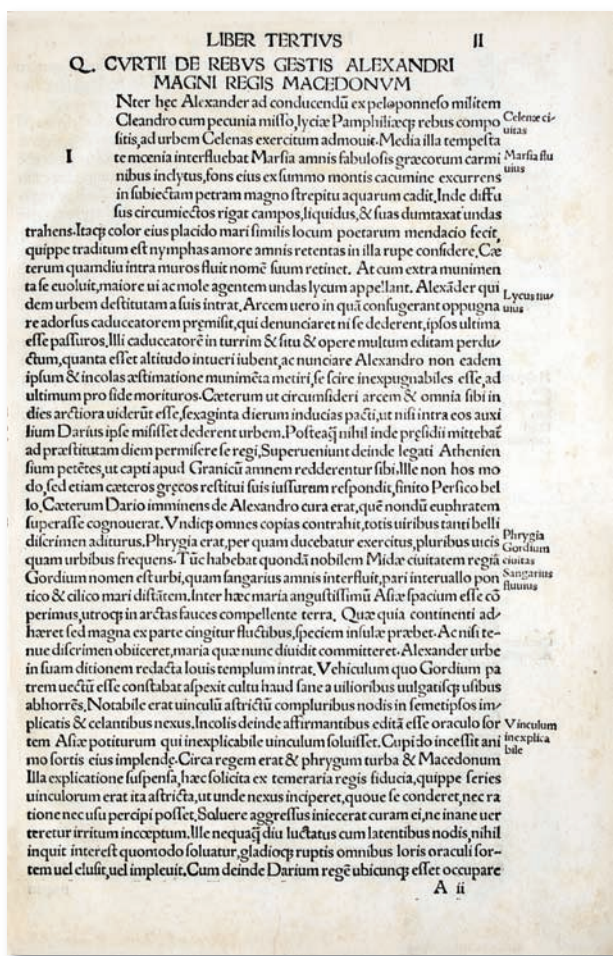 LIBER TERTIVS II
Q. CVRTII DE REBVS GESTIS ALEXANDRI
MAGNI REGIS MACEDONVM
I
Nter hęc Alexander ad conducendū ex peloponneso militem
Cleandro cum pecunia misso, lyciæ Pamphiliæqꝫ rebus compo
sitis, ad urbem Celenas exercitum admouit. Media illa tempesta
te mœnia interfluebat Marsia amnis fabulosis græcorum carmi
nibus indytus, fons eius ex summo montis cacumine excurrens
in subiectam petram magno strepitu aquarum cadit. Inde diffu
sus circumiectos rigat campos, liquidus, & suas dumtaxat undas
trahens. Itaqꝫ color eius placido mari similis locum poetarum mendacio fecit,
quippe traditum est nymphas amore amnis retentas in illa rupe considere. Cæ
terum quamdiu intra muros fluit nomē suum retinet. At cum extra munimen
ta se euoluit, maiore ui ac mole agentem undas lycum appellant. Alexāder qui
dem urbem destitutam a suis intrat. Arcem uero in quā confugerant oppugna
re adorsus caduceatorem pręmisit, qui denunciaret ni se dederent, ipsos ultima
esse passuros. Illi caduceatorē in turrim & situ & opere multum editam perdu-
ctum, quanta esset altitudo intueri iubent, ac nunciare Alexandro non eadem
ipsum & incolas æstimatione munimēta metiri, se scire inexpugnabiles esse, ad
ultimum pro fide morituros. Cæterum ut circumsideri arcem & omnia sibi in
dies arctiora uiderūt esse, sexaginta dierum inducias pacti, ut nisi intra eos auxi
lium Darius ipse misisset dederent urbem. Posteaq̄ nihil inde pręsidii mittebat̄
ad præstitutam diem permisere se regi, Superueniunt deinde legati Athenien
sium petētes, ut capti apud Granicū amnem redderentur sibi. Ille non hos mo
do, sed etiam cæteros gręcos restitui suis iussurum respondit, finito Persico bel
lo. Cæterum Dario imminens de Alexandro cura erat, quē nondū euphratem
superasse cognouerat. Vndiqꝫ omnes copias contrahit, totis uiribus tanti belli
discrimen aditurus. Phrygia erat, per quam ducebatur exercitus, pluribus uicis
quam urbibus frequens. Tūc habebat quondā nobilem Midæ ciuitatem regiā
Gordium nomen est urbi, quam sangarius amnis interfluit, pari interuallo pon
tico & cilico mari distātem. Inter hæc maria angustissimū Asiæ spacium esse cō
perimus, utroqꝫ in arctas fauces compellente terra. Quæ quia continenti ad-
hæret sed magna ex parte cingitur fluctibus, speciem insulæ præbet. Ac nisi te-
nue discrimen obiiceret, maria quæ nunc diuidit committeret. Alexander urbe
in suam ditionem redacta Iouis templum intrat. Vehiculum quo Gordium pa
trem uectū esse constabat aspexit cultu haud sane a uilioribus uulgatisqꝫ usibus
abhorrēs. Notabile erat uinculū astrictū compluribus nodis in semetipsos im-
plicatis & celantibus nexus. Incolis deinde affirmantibus editā esse oraculo sor
tem Asiæ potiturum qui inexplicabile uinculum soluisset. Cupido incessit ani
mo sortis eius implendę. Circa regem erat & phrygum turba & Macedonum
Illa explicatione suspensa, hæc solicita ex temeraria regis fiducia, quippe series
uinculorum erat ita astricta, ut unde nexus inciperet, quoue se conderet, nec ra
tione nec usu percipi posset. Soluere aggressus iniecerat curam ei, ne inane uer
teretur irritum incœptum. Ille nequaq̄ diu luctatus cum latentibus nodis, nihil
inquit interest quomodo soluatur, gladioqꝫ ruptis omnibus loris oraculi sor-
tem uel elusit, uel impleuit. Cum deinde Darium regē ubicunqꝫ esset occupare
A ii
Celenæ ci-
uitas
Marsia flu
uius
Lycus flu-
uius
Phrygia
Gordium
ciuitas
Sangarius
fluuius
Vinculum
inexplica
bile